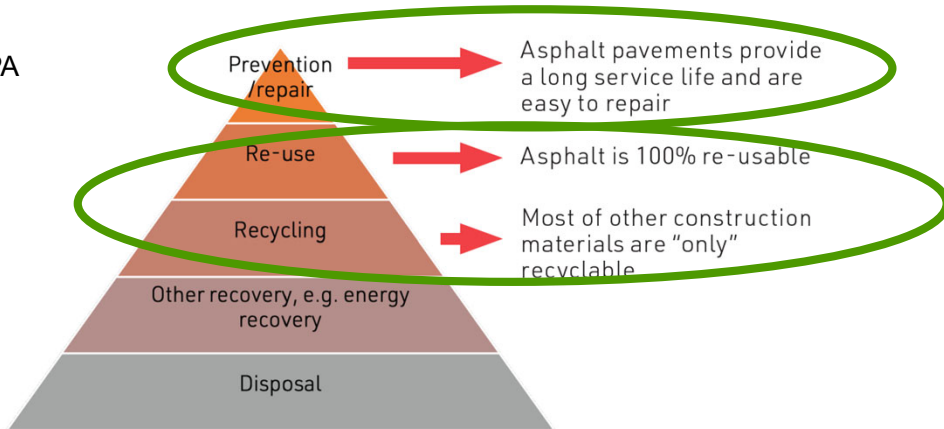 PA
Prevention
/repair
Asphalt pavements provide
a long service life and are
easy to repair
Re-use
Asphalt is 100% re-usable
Recycling
Most of other construction
materials are “only”
recyclable
Other recovery, e.g. energy
recovery
Disposal